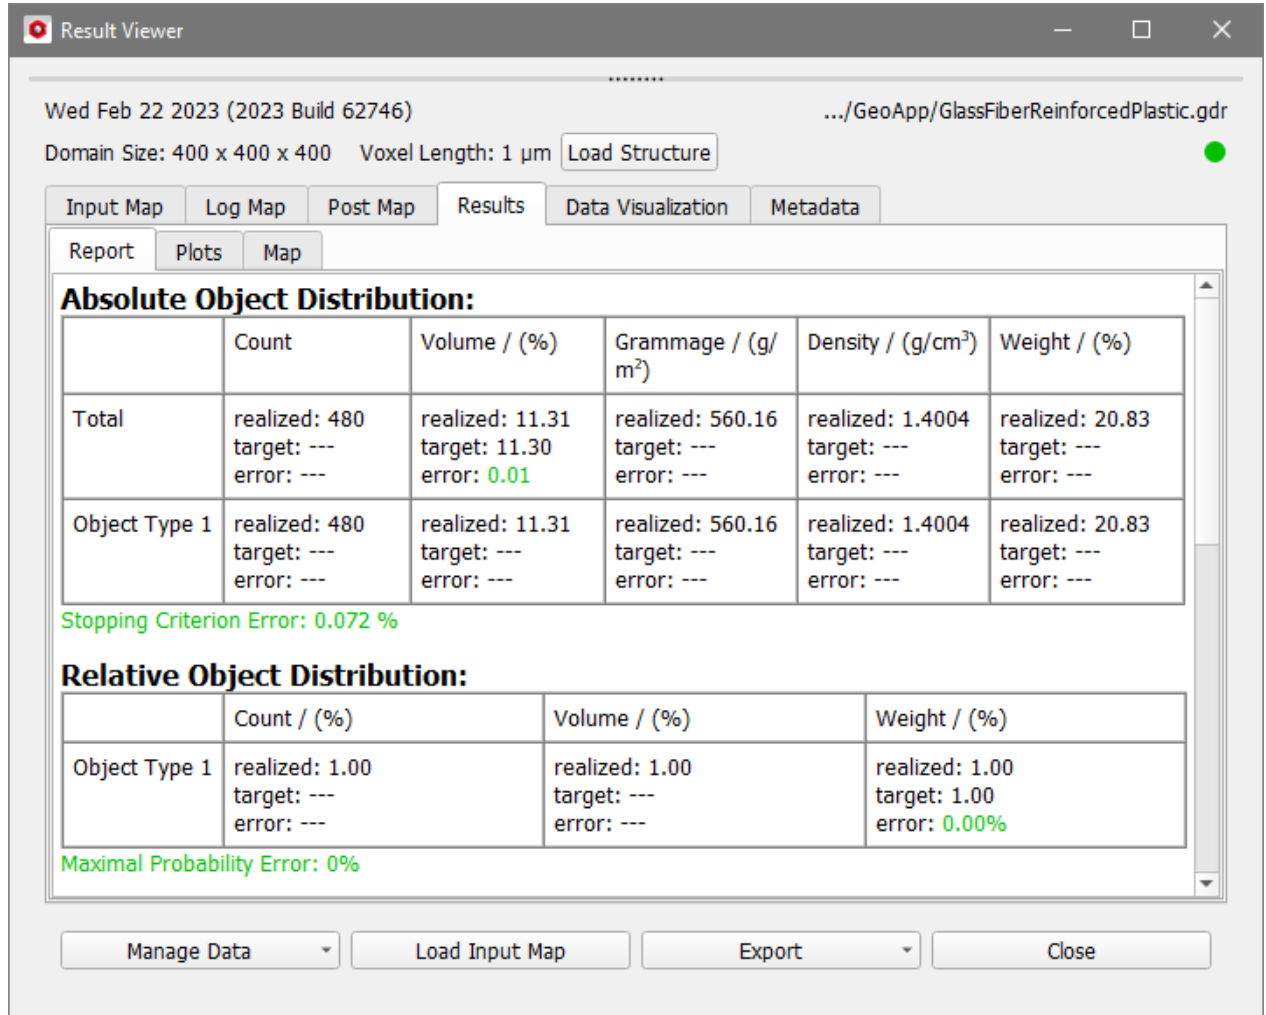 Result Viewer
Wed Feb 22 2023 (2023 Build 62746) .../GeoApp/GlassFiberReinforcedPlastic.gdr
Domain Size: 400 x 400 x 400 Voxel Length: 1 µm Load Structure
Input Map Log Map Post Map Results Data Visualization Metadata
Report Plots Map
Absolute Object Distribution:
Count Volume / (%) Grammage / (g/ Density / (g/cm³) Weight / (%)
m²)
Total realized: 480 realized: 11.31 realized: 560.16 realized: 1.4004 realized: 20.83
target: --- target: 11.30 target: --- target: --- target: ---
error: --- error: 0.01 error: --- error: --- error: ---
Object Type 1 realized: 480 realized: 11.31 realized: 560.16 realized: 1.4004 realized: 20.83
target: --- target: --- target: --- target: --- target: ---
error: --- error: --- error: --- error: --- error: ---
Stopping Criterion Error: 0.072 %
Relative Object Distribution:
Count / (%) Volume / (%) Weight / (%)
Object Type 1 realized: 1.00 realized: 1.00 realized: 1.00
target: --- target: --- target: 1.00
error: --- error: --- error: 0.00%
Maximal Probability Error: 0%
Manage Data Load Input Map Export Close